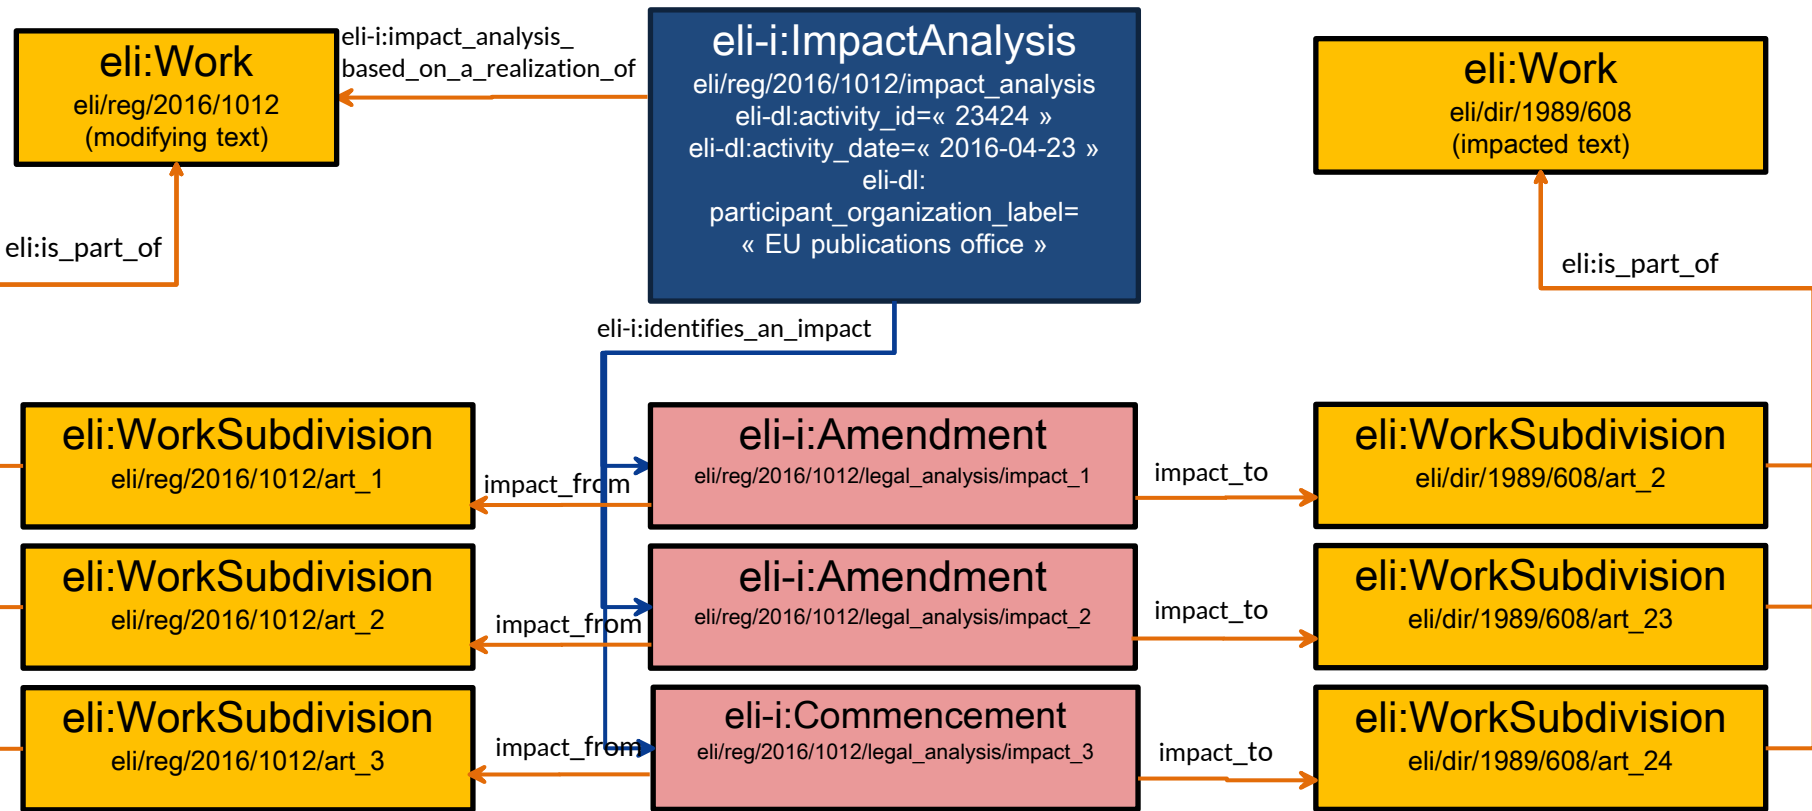 eli:Work
eli/reg/2016/1012
(modifying text)
eli-i:impact_analysis_
based_on_a_realization_of
eli-i:ImpactAnalysis
eli/reg/2016/1012/impact_analysis
eli-dl:activity_id=« 23424 »
eli-dl:activity_date=« 2016-04-23 »
eli-dl:
participant_organization_label=
« EU publications office »
eli:Work
eli/dir/1989/608
(impacted text)
eli:is_part_of
eli:is_part_of
eli-i:identifies_an_impact
eli:WorkSubdivision
eli/reg/2016/1012/art_1
impact_from
eli-i:Amendment
eli/reg/2016/1012/legal_analysis/impact_1
impact_to
eli:WorkSubdivision
eli/dir/1989/608/art_2
eli:WorkSubdivision
eli/reg/2016/1012/art_2
impact_from
eli-i:Amendment
eli/reg/2016/1012/legal_analysis/impact_2
impact_to
eli:WorkSubdivision
eli/dir/1989/608/art_23
eli:WorkSubdivision
eli/reg/2016/1012/art_3
impact_from
eli-i:Commencement
eli/reg/2016/1012/legal_analysis/impact_3
impact_to
eli:WorkSubdivision
eli/dir/1989/608/art_24